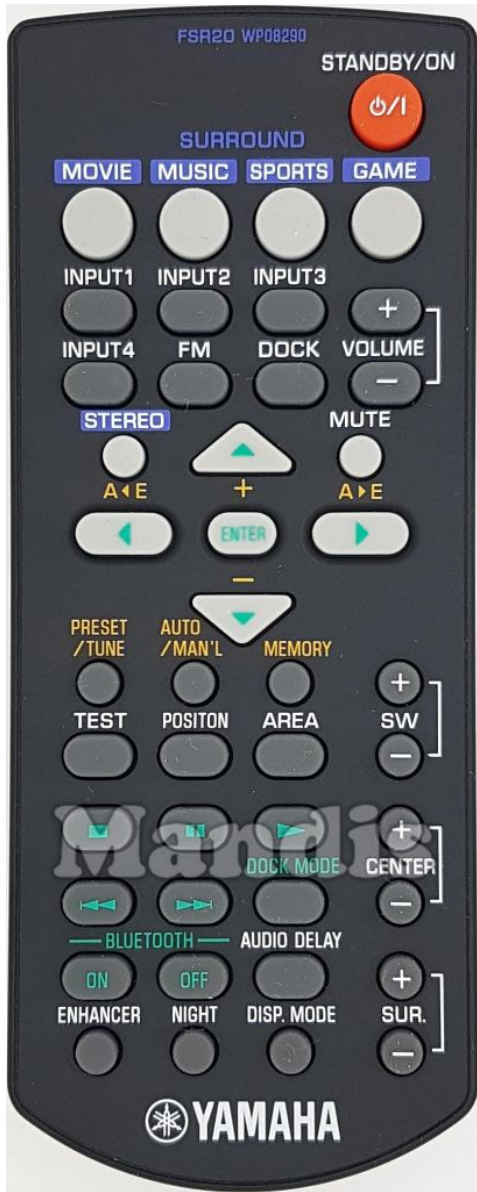 FSR20 WP08290
STANDBY/ON
⏻/I
SURROUND
MOVIE MUSIC SPORTS GAME
INPUT1 INPUT2 INPUT3
+
INPUT4 FM DOCK VOLUME
–
STEREO MUTE
A◄E + A►E
ENTER
–
PRESET AUTO
/TUNE /MAN'L MEMORY
+
TEST POSITON AREA SW
–
Mandis
+
DOCK MODE CENTER
–
BLUETOOTH AUDIO DELAY
ON OFF +
ENHANCER NIGHT DISP. MODE SUR.
–
YAMAHA